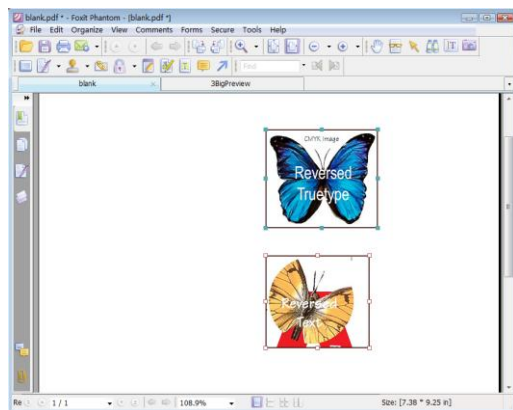 blank.pdf * - Foxit Phantom - [blank.pdf *]
File Edit Organize View Comments Forms Secure Tools Help
Find
blank
3BigPreview
CMYK Image
Reversed
Truetype
Reversed
Text
1 / 1
108.9%
Size: [7.38 * 9.25 in]